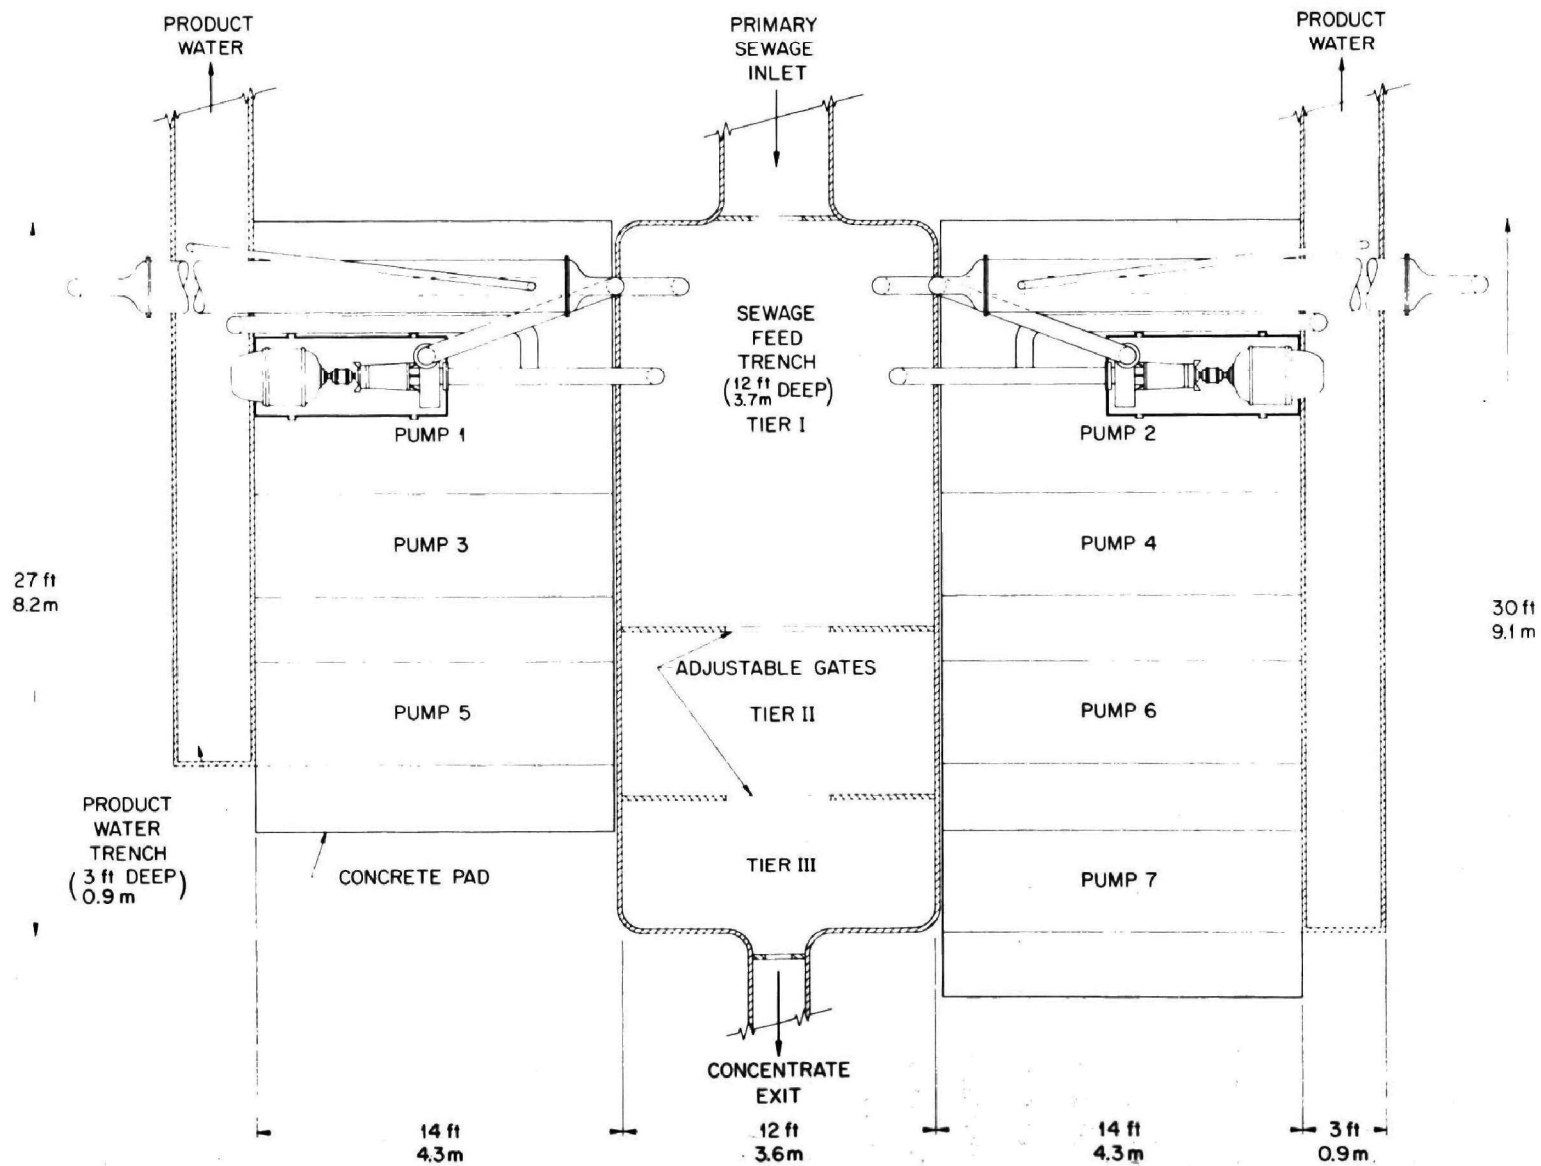 PRODUCT
WATER
PRIMARY
SEWAGE
INLET
PRODUCT
WATER
SEWAGE
FEED
TRENCH
(12 ft DEEP)
3.7m
TIER I
PUMP 1
PUMP 2
PUMP 3
PUMP 4
27 ft
8.2m
30 ft
9.1m
ADJUSTABLE GATES
PUMP 5
TIER II
PUMP 6
PRODUCT
WATER
TRENCH
(3 ft DEEP)
0.9m
CONCRETE PAD
TIER III
PUMP 7
CONCENTRATE
EXIT
14 ft
4.3m
12 ft
3.6m
14 ft
4.3m
3 ft
0.9m